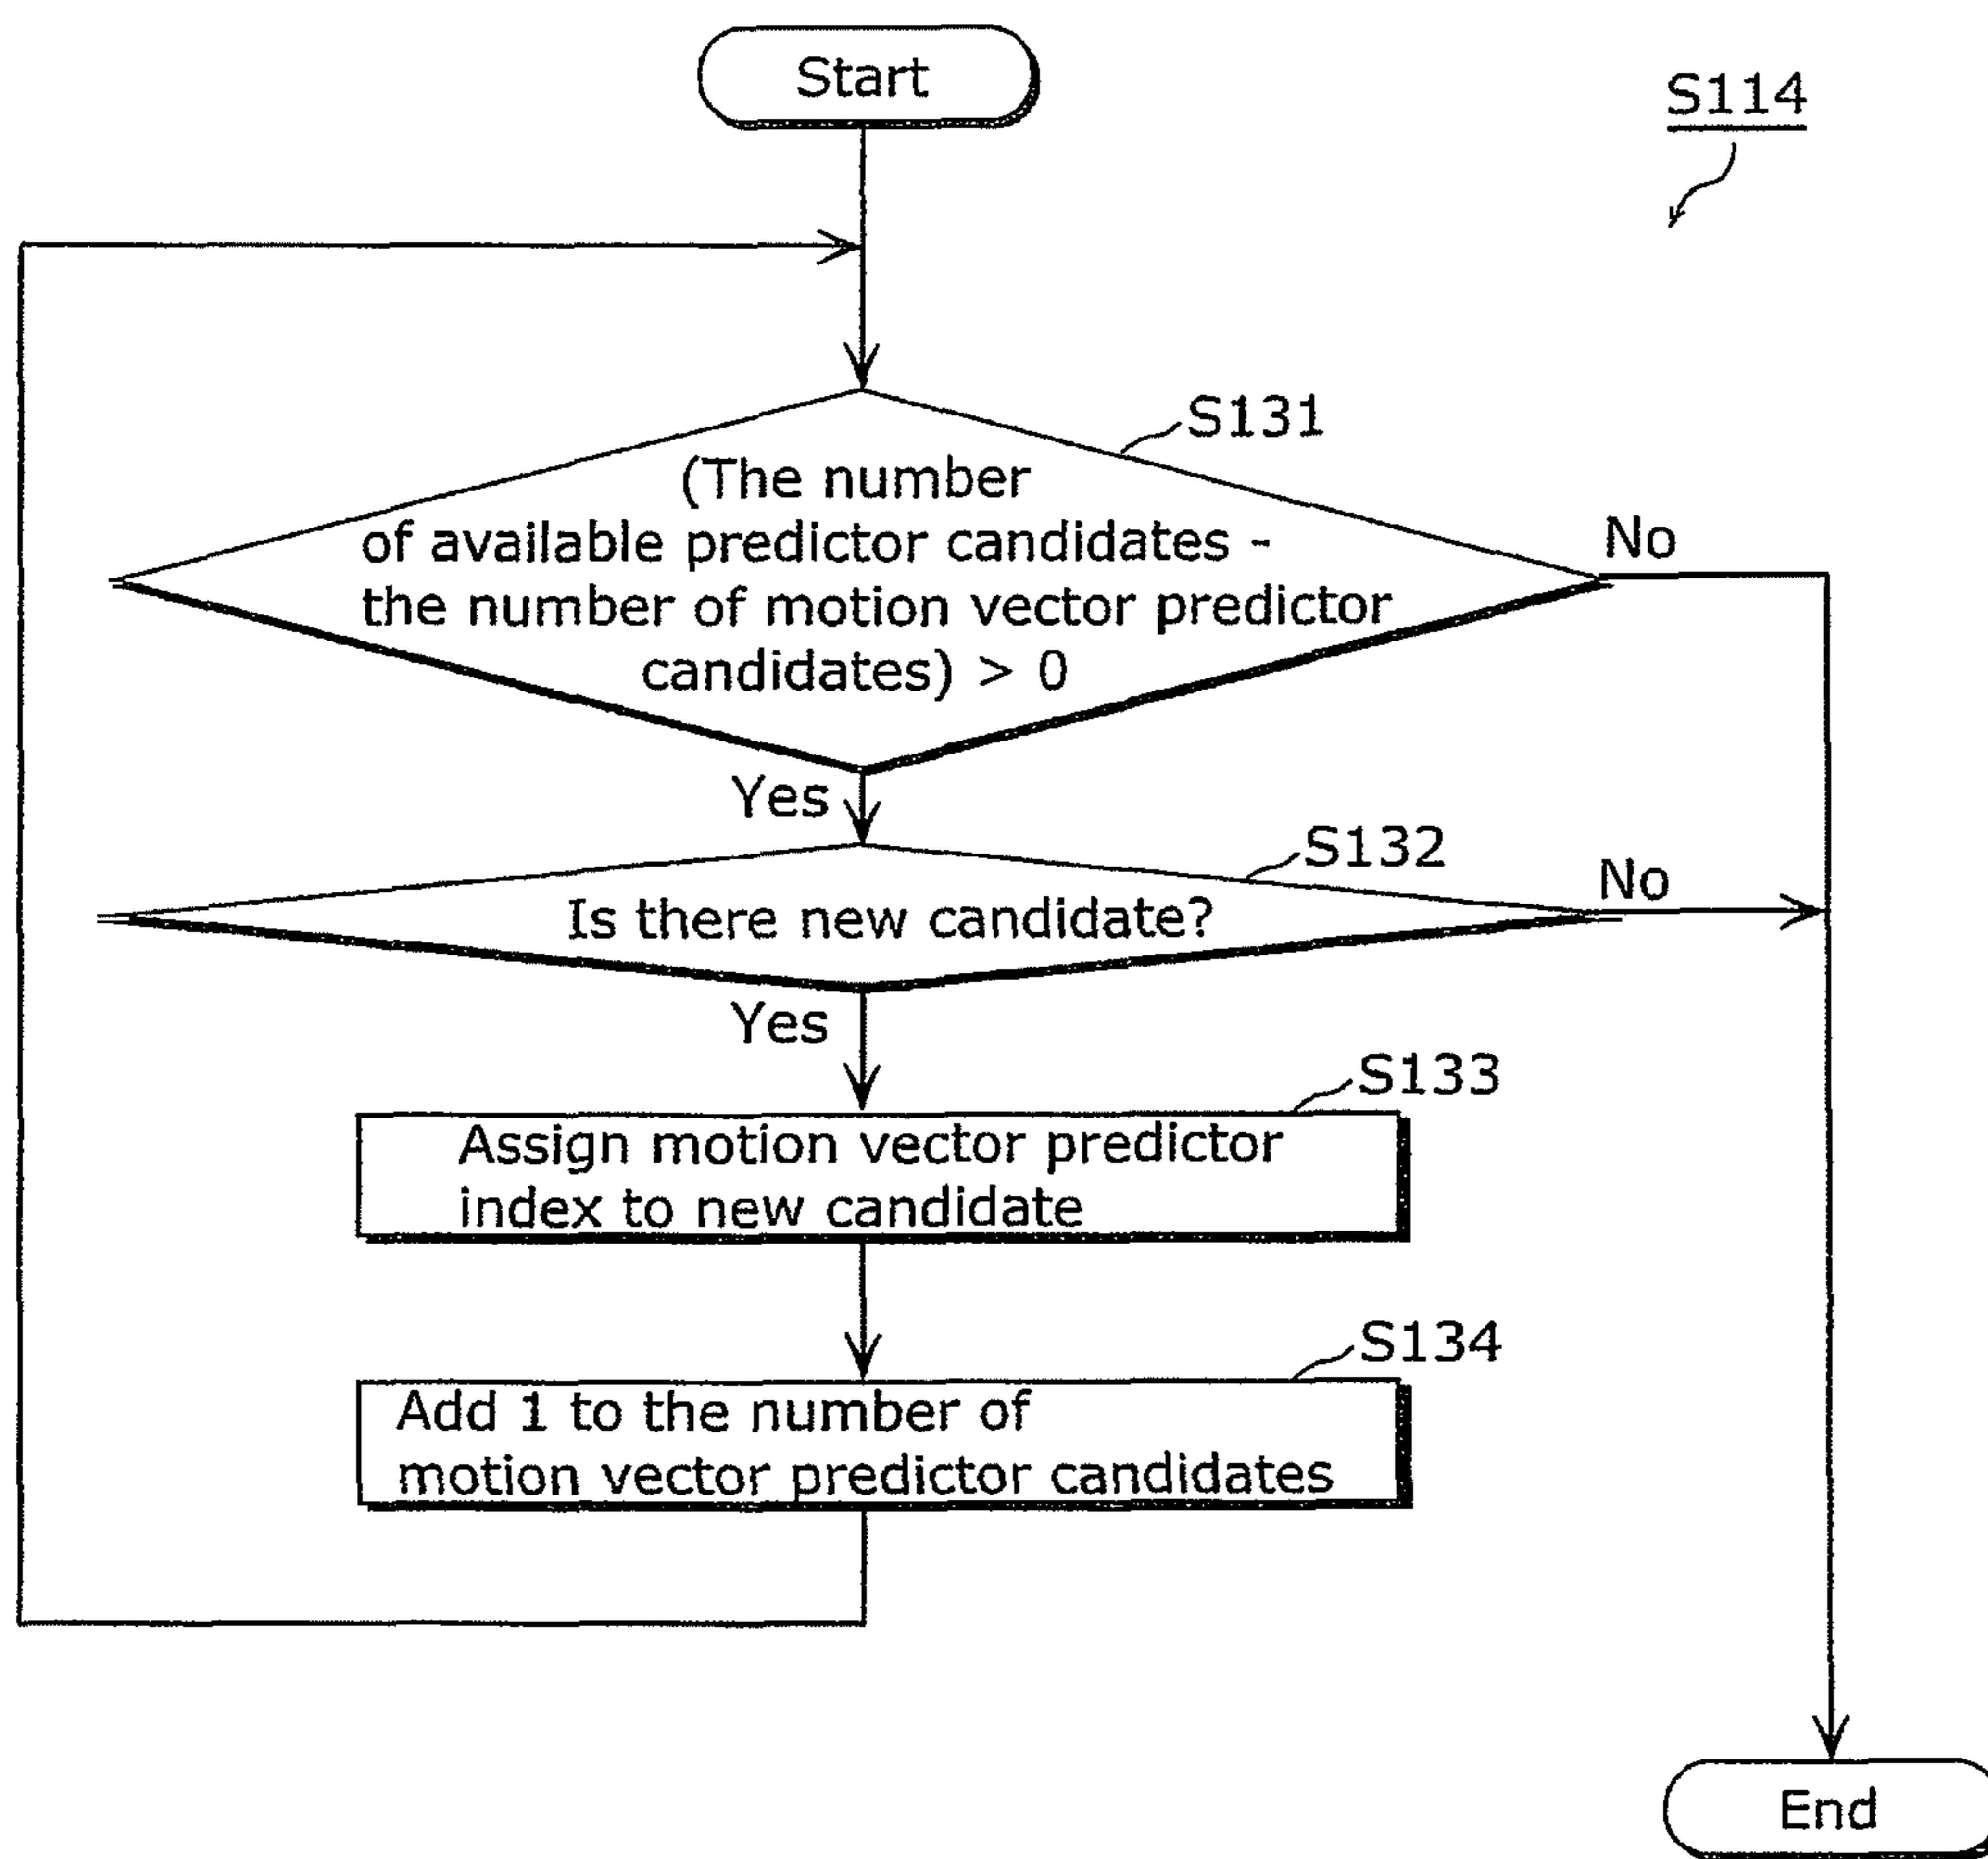 Start
S114
S131
(The number
of available predictor candidates -
the number of motion vector predictor
candidates) > 0
No
Yes
S132
Is there new candidate?
No
Yes
S133
Assign motion vector predictor
index to new candidate
S134
Add 1 to the number of
motion vector predictor candidates
End